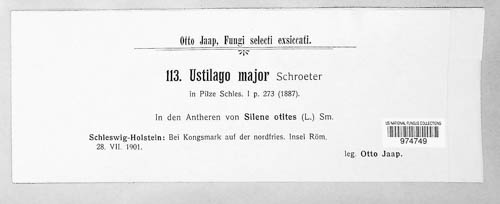 Otto Jaap, Fungi selecti exsiccati.
113. Ustilago major Schroeter
in Pilze Schles. I p. 273 (1887).
In den Antheren von Silene otites (L.) Sm.
Schleswig-Holstein: Bei Kongsmark auf der nordfries. Insel Röm,
28. VII. 1901.
leg. Otto Jaap.
US NATIONAL FUNGUS COLLECTIONS
974749